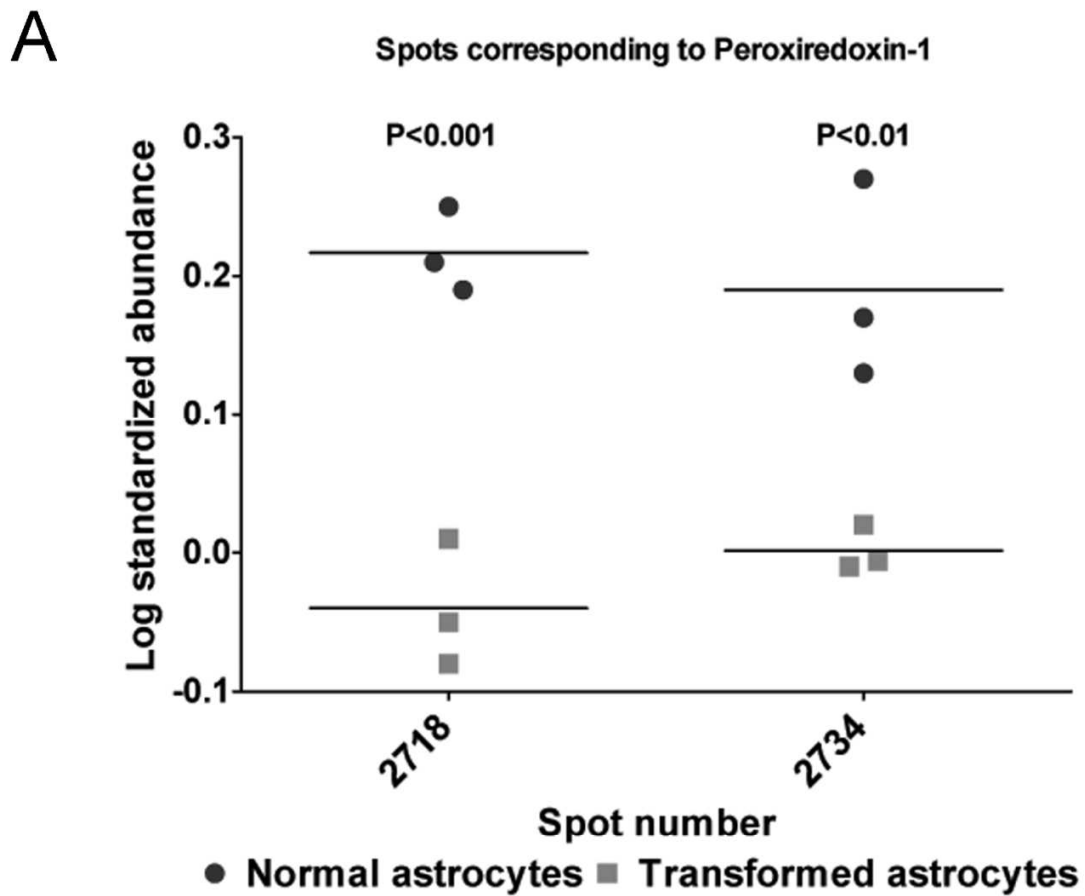 A
Spots corresponding to Peroxiredoxin-1
P<0.001 P<0.01
Log standardized abundance
0.3
0.2
0.1
0.0
-0.1
2718 2734
Spot number
Normal astrocytes Transformed astrocytes